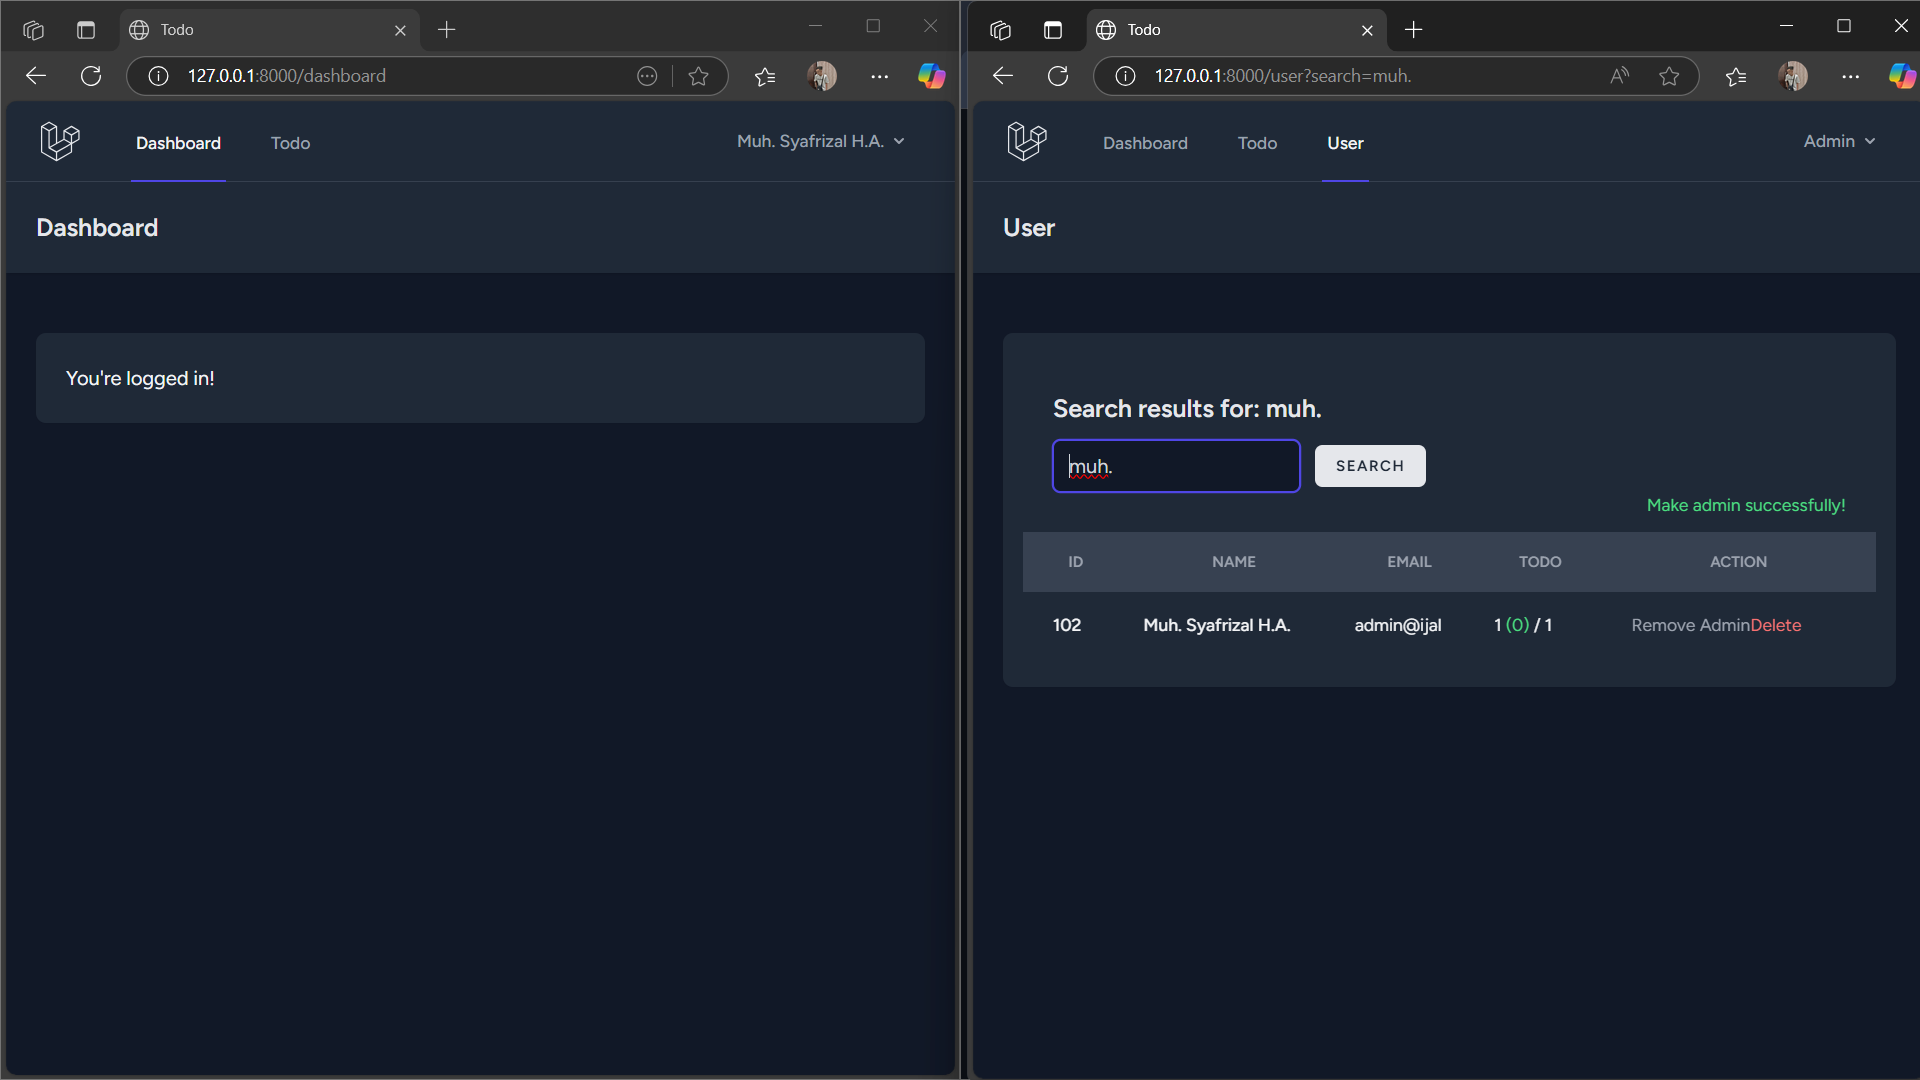 Todo
127.0.0.1:8000/dashboard
Dashboard
Todo
Muh. Syafrizal H.A.
Dashboard
You're logged in!
Todo
127.0.0.1:8000/user?search=muh.
Dashboard
Todo
User
Admin
User
Search results for: muh.
muh.
SEARCH
Make admin successfully!
ID NAME EMAIL TODO ACTION
102 Muh. Syafrizal H.A. admin@ijal 1 (0) / 1 Remove AdminDelete